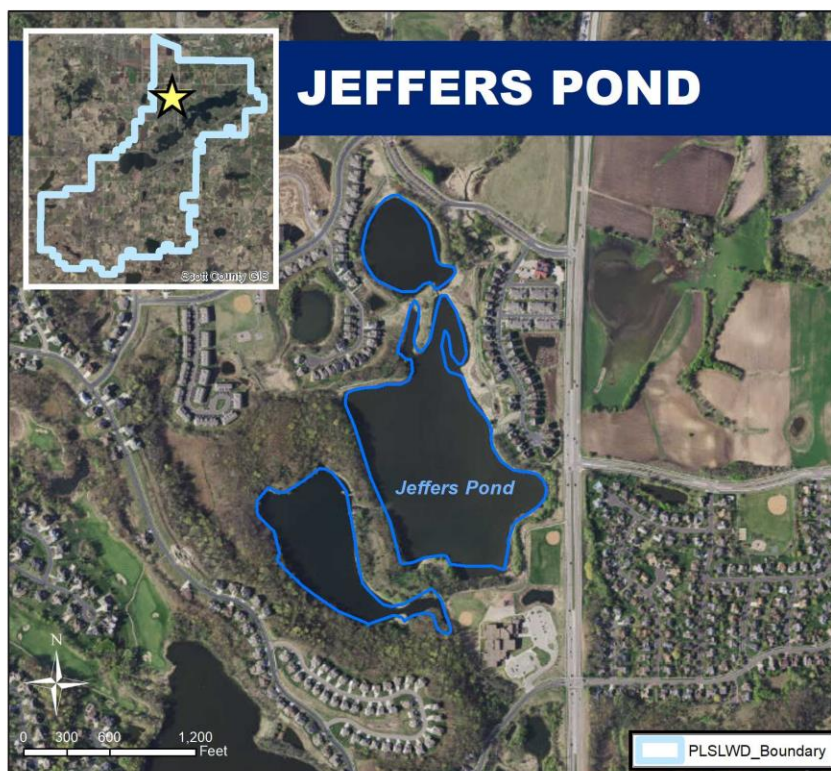 JEFFERS POND
Scott County GIS
Jeffers Pond
N
0 300 600 1,200
Feet
PLSLWD_Boundary